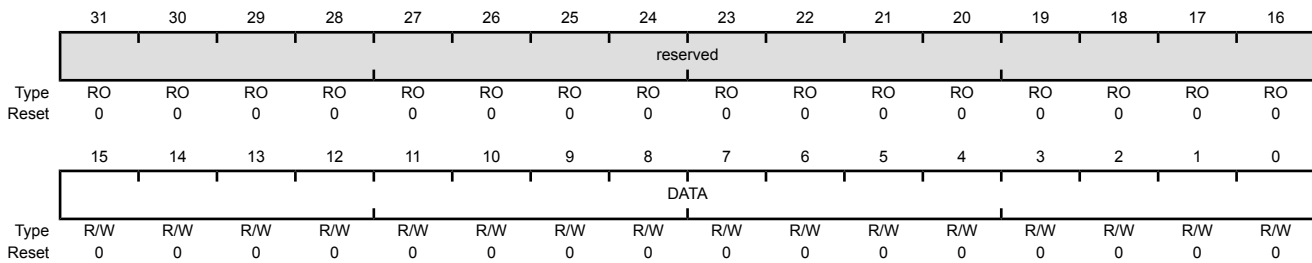 31 30 29 28 27 26 25 24 23 22 21 20 19 18 17 16
reserved
Type RO RO RO RO RO RO RO RO RO RO RO RO RO RO RO RO
Reset 0 0 0 0 0 0 0 0 0 0 0 0 0 0 0 0
15 14 13 12 11 10 9 8 7 6 5 4 3 2 1 0
DATA
Type R/W R/W R/W R/W R/W R/W R/W R/W R/W R/W R/W R/W R/W R/W R/W R/W
Reset 0 0 0 0 0 0 0 0 0 0 0 0 0 0 0 0